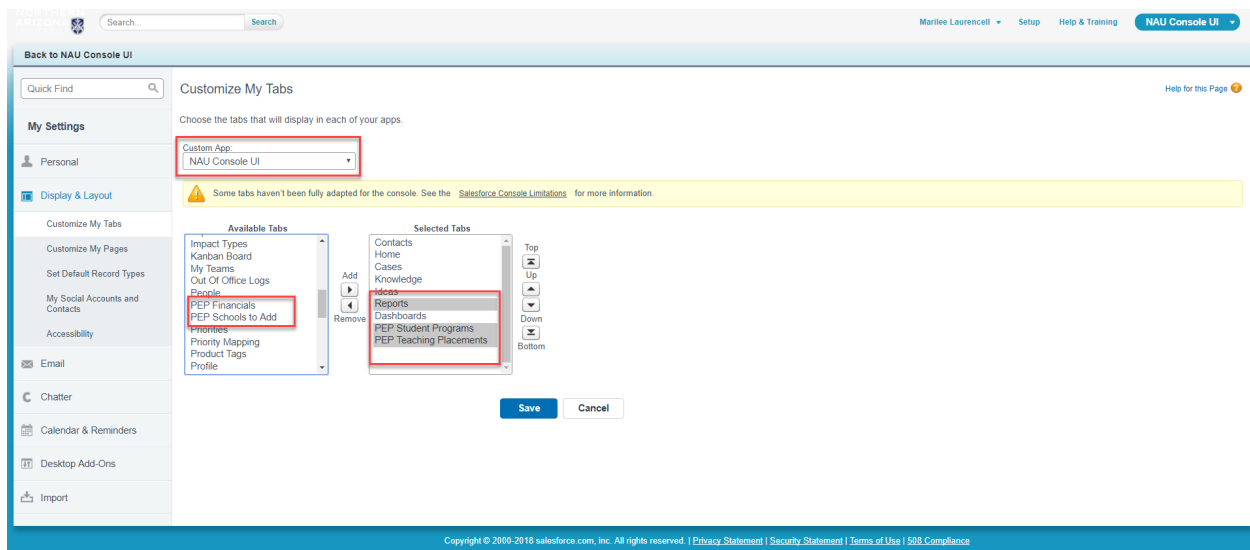 NORTHERN
ARIZONA
Search...
Search
Marilee Laurencell
Setup
Help & Training
NAU Console UI
Back to NAU Console UI
Quick Find
My Settings
Personal
Display & Layout
Customize My Tabs
Customize My Pages
Set Default Record Types
My Social Accounts and
Contacts
Accessibility
Email
Chatter
Calendar & Reminders
Desktop Add-Ons
Import
Customize My Tabs
Help for this Page
Choose the tabs that will display in each of your apps.
Custom App:
NAU Console UI
Some tabs haven't been fully adapted for the console. See the Salesforce Console Limitations for more information.
Available Tabs
Impact Types
Kanban Board
My Teams
Out Of Office Logs
People
PEP Financials
PEP Schools to Add
Priorities
Priority Mapping
Product Tags
Profile
Add
Remove
Selected Tabs
Contacts
Home
Cases
Knowledge
Ideas
Reports
Dashboards
PEP Student Programs
PEP Teaching Placements
Top
Up
Down
Bottom
Save
Cancel
Copyright © 2000-2018 salesforce.com, inc. All rights reserved. | Privacy Statement | Security Statement | Terms of Use | 508 Compliance